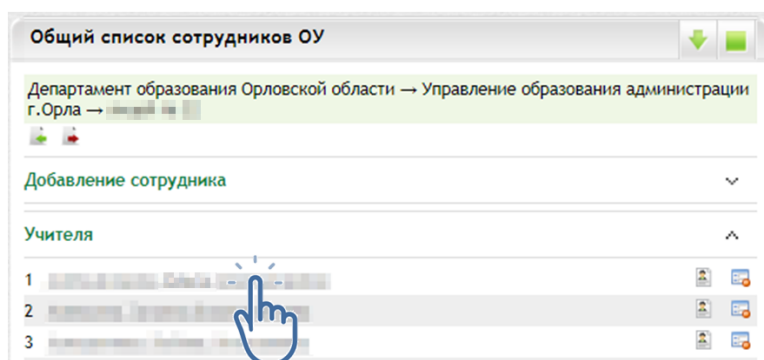 Общий список сотрудников ОУ
Департамент образования Орловской области → Управление образования администрации
г.Орла →
Добавление сотрудника
Учителя
1
2
3